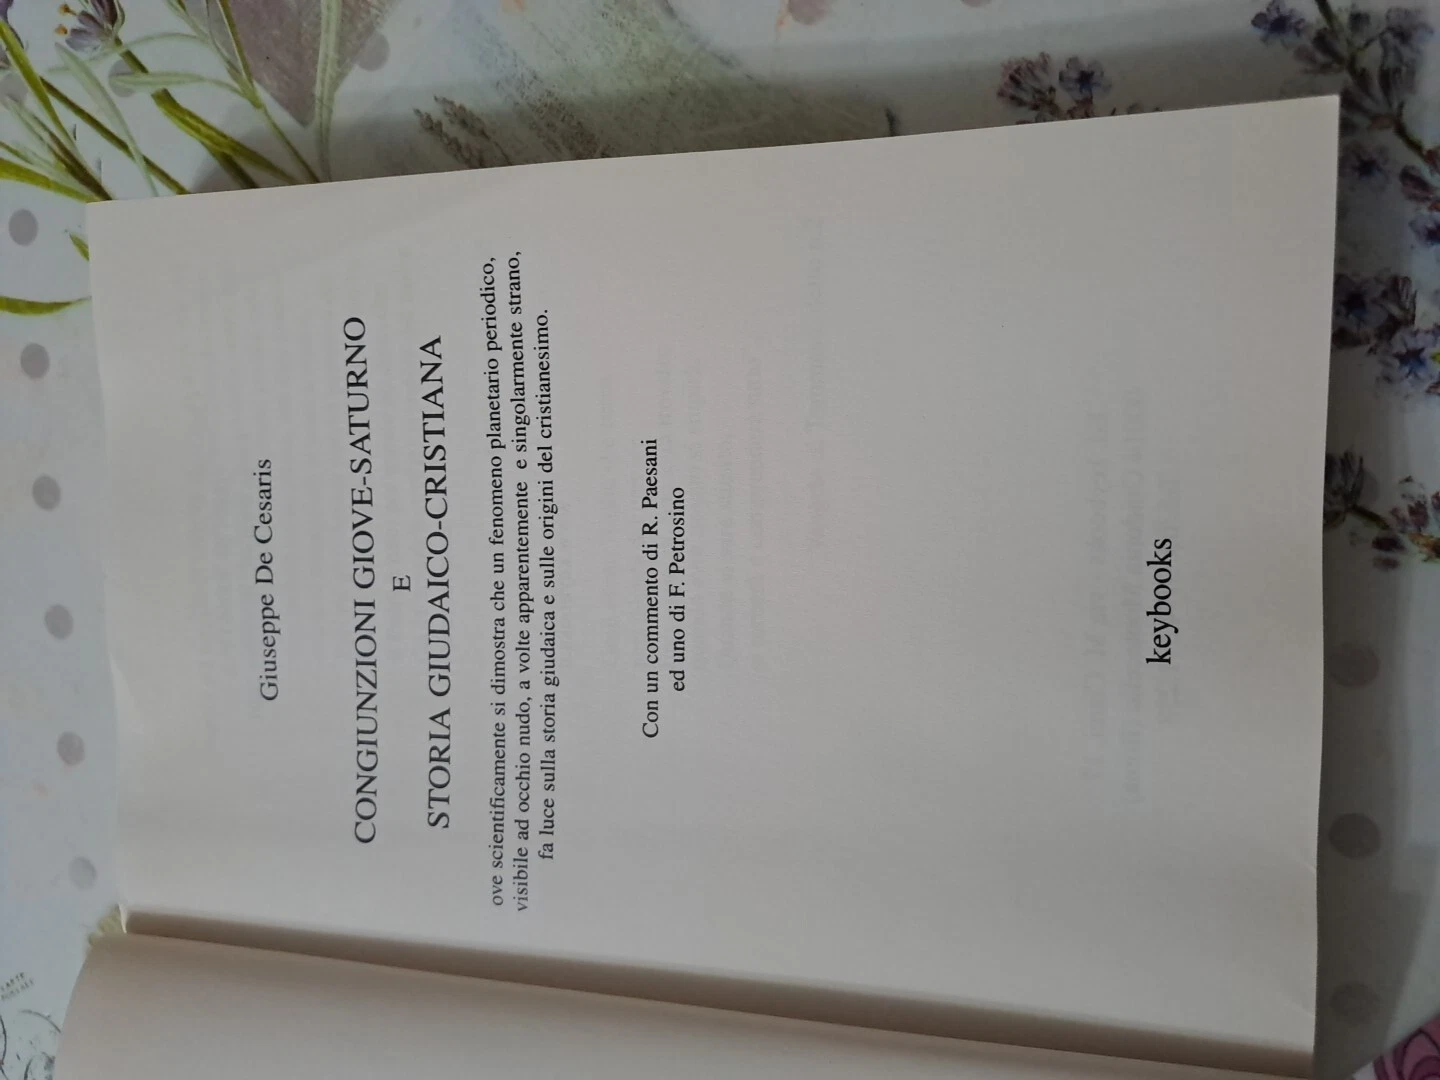 Giuseppe De Cesaris
CONGIUNZIONI GIOVE-SATURNO
E
STORIA GIUDAICO-CRISTIANA
ove scientificamente si dimostra che un fenomeno planetario periodico,
visibile ad occhio nudo, a volte apparentemente e singolarmente strano,
fa luce sulla storia giudaica e sulle origini del cristianesimo.
Con un commento di R. Paesani
ed uno di F. Petrosino
keybooks